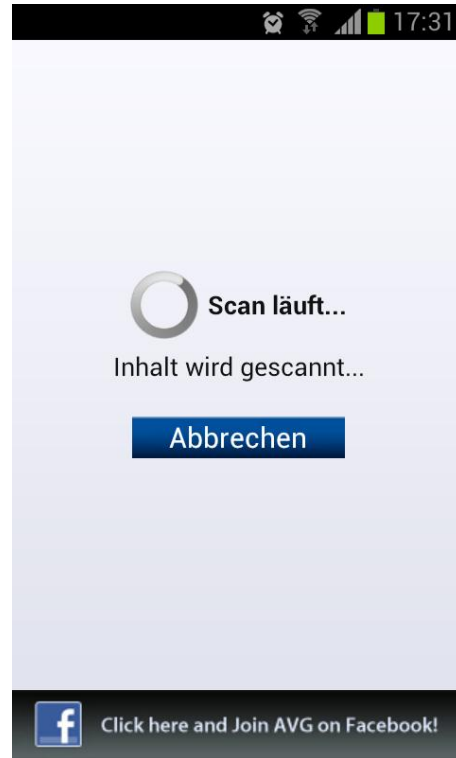 17:31
Scan läuft...
Inhalt wird gescannt...
Abbrechen
f Click here and Join AVG on Facebook!